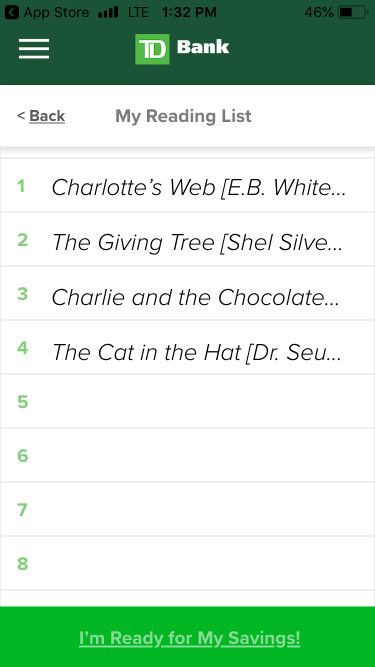 App Store LTE 1:32 PM 46%
TD Bank
< Back My Reading List
1 Charlotte’s Web [E.B. White...
2 The Giving Tree [Shel Silve...
3 Charlie and the Chocolate...
4 The Cat in the Hat [Dr. Seu...
5
6
7
8
I’m Ready for My Savings!